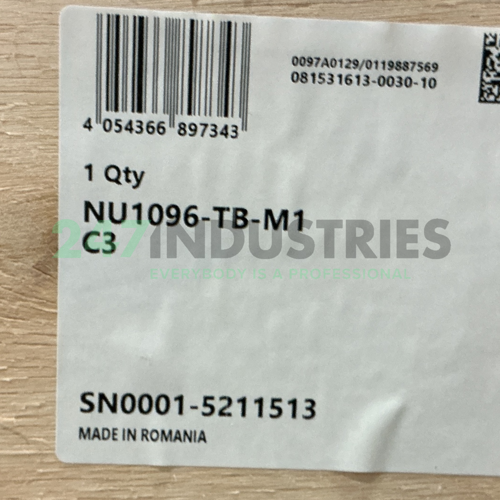 0097A0129/0119887569
081531613-0030-10
4 054366 897343
1 Qty
NU1096-TB-M1
C3
247INDUSTRIES
EVERYBODY IS A PROFESSIONAL
SN0001-5211513
MADE IN ROMANIA